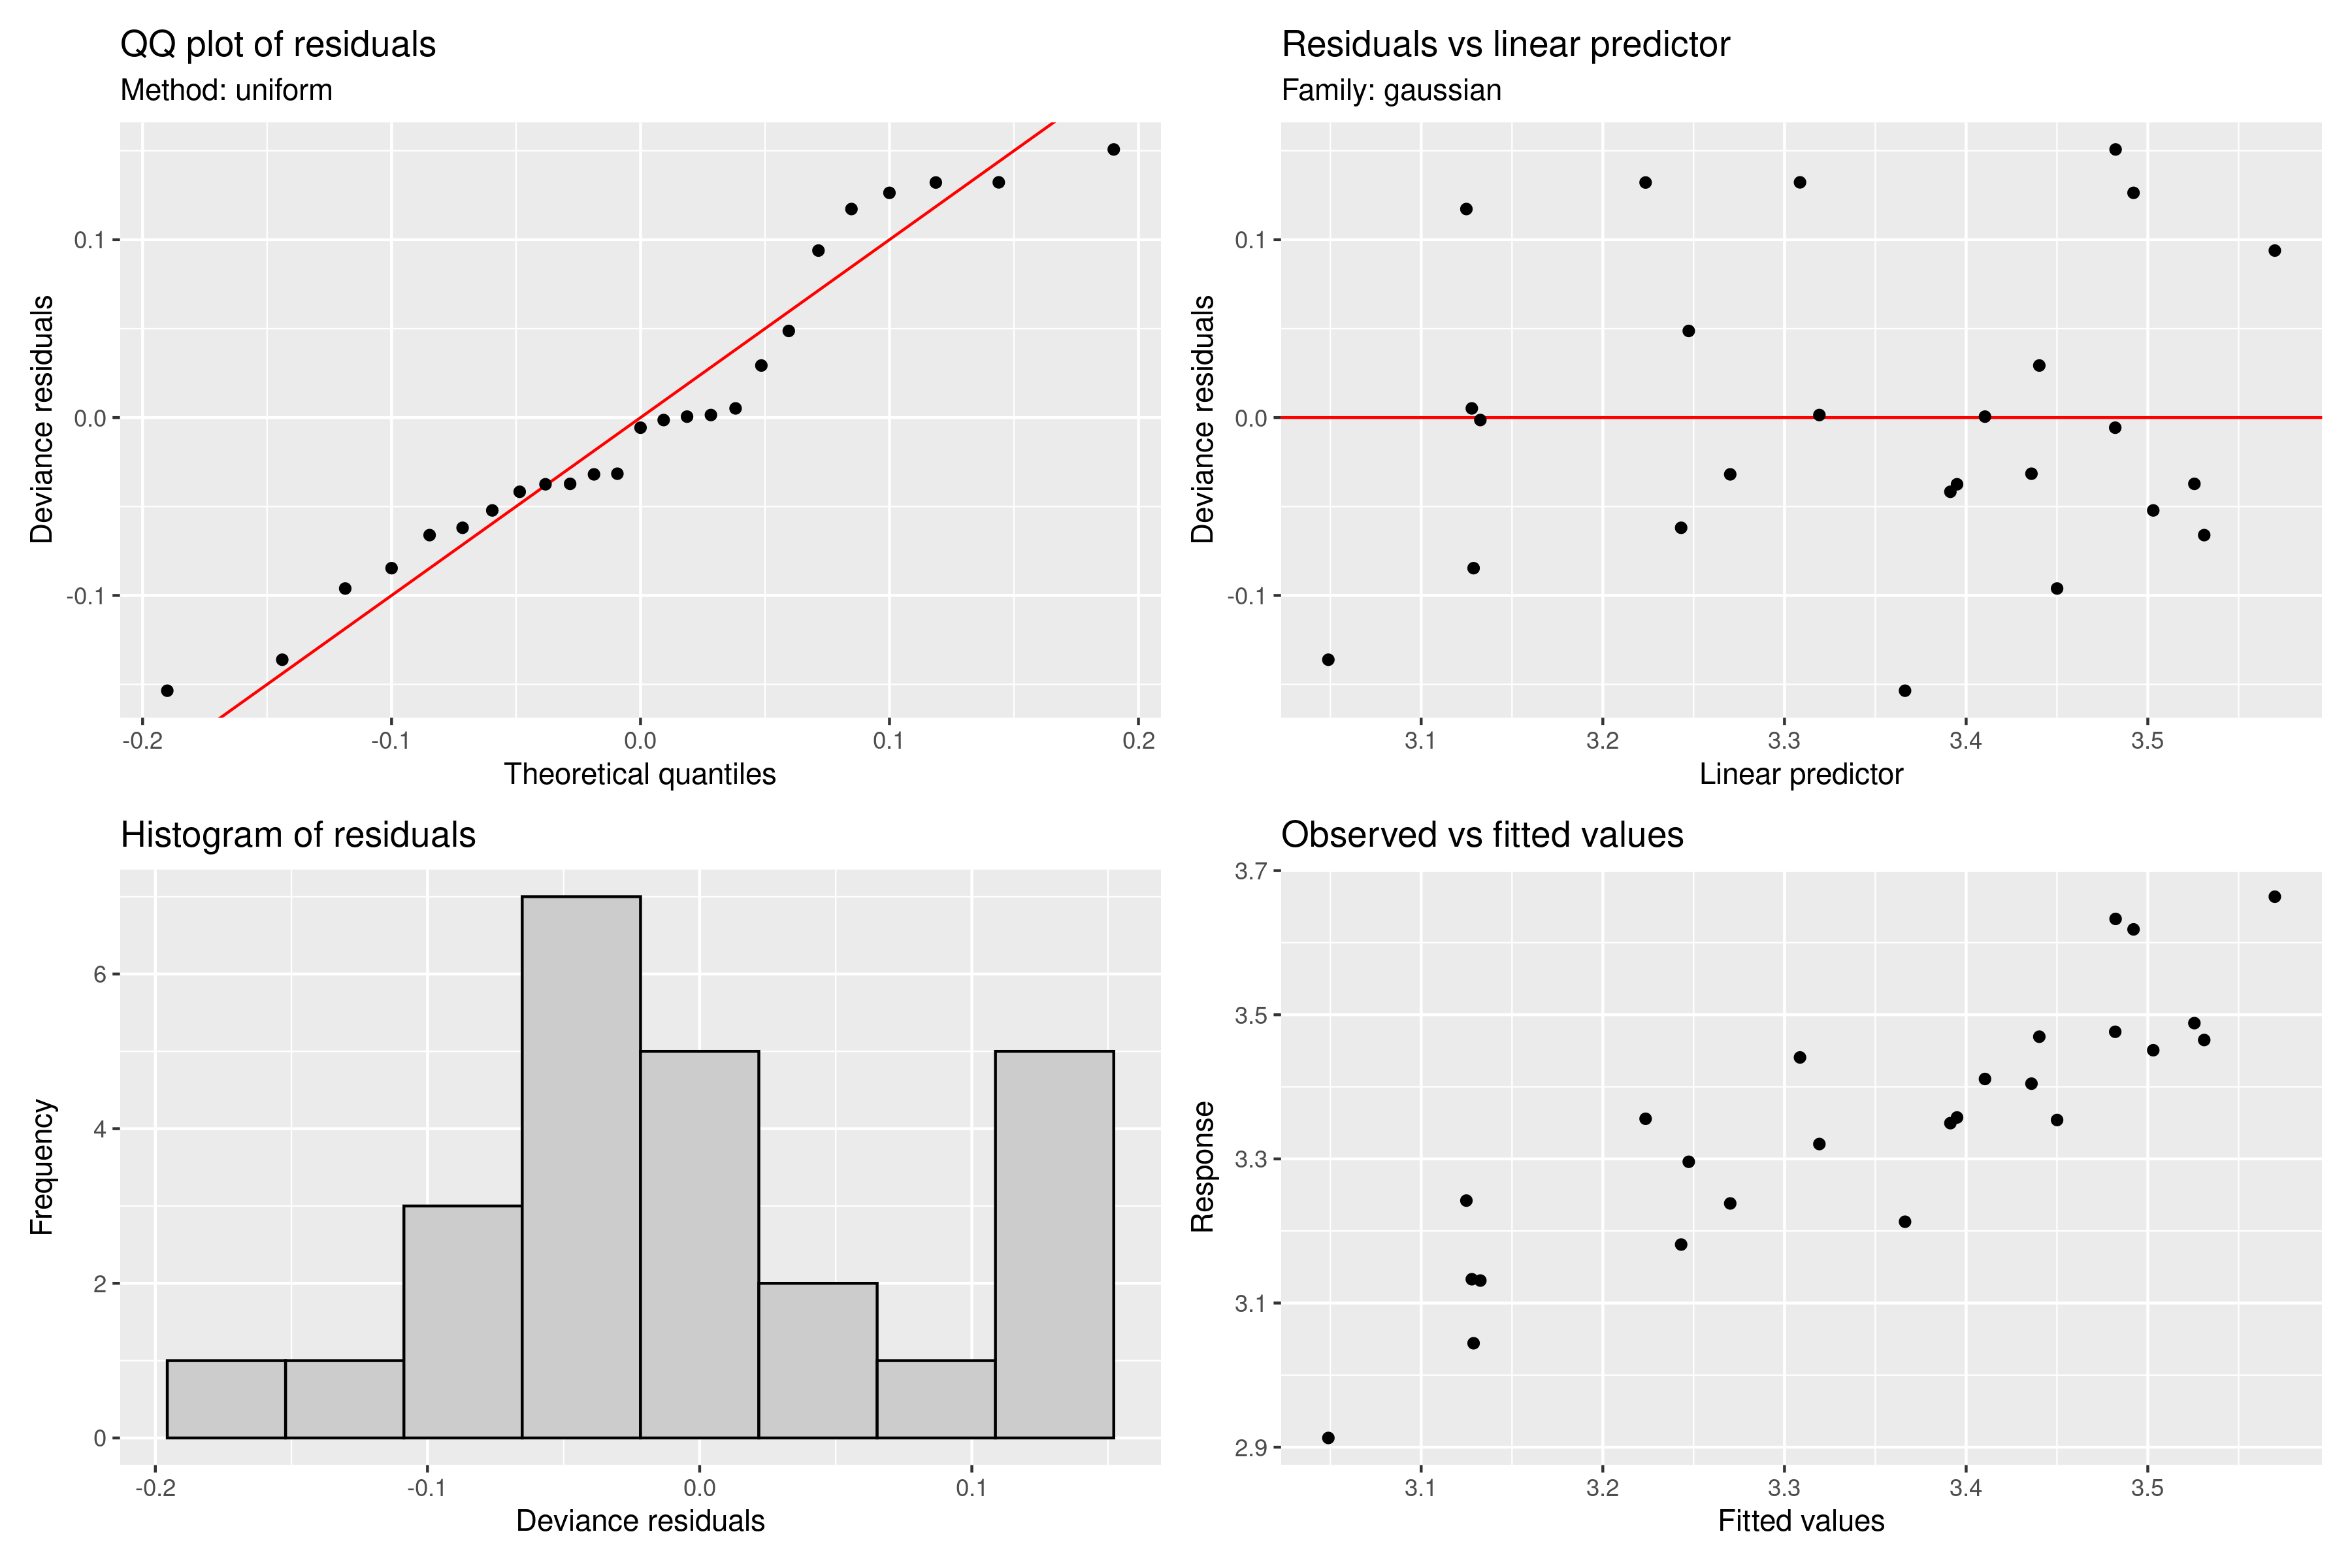 QQ plot of residuals
Method: uniform
0.1
0.0
-0.1
-0.2
-0.1
0.0
0.1
0.2
Deviance residuals
Theoretical quantiles
Residuals vs linear predictor
Family: gaussian
0.1
0.0
-0.1
3.1
3.2
3.3
3.4
3.5
Deviance residuals
Linear predictor
Histogram of residuals
6
4
2
0
-0.2
-0.1
0.0
0.1
Frequency
Deviance residuals
Observed vs fitted values
3.7
3.5
3.3
3.1
2.9
3.1
3.2
3.3
3.4
3.5
Response
Fitted values